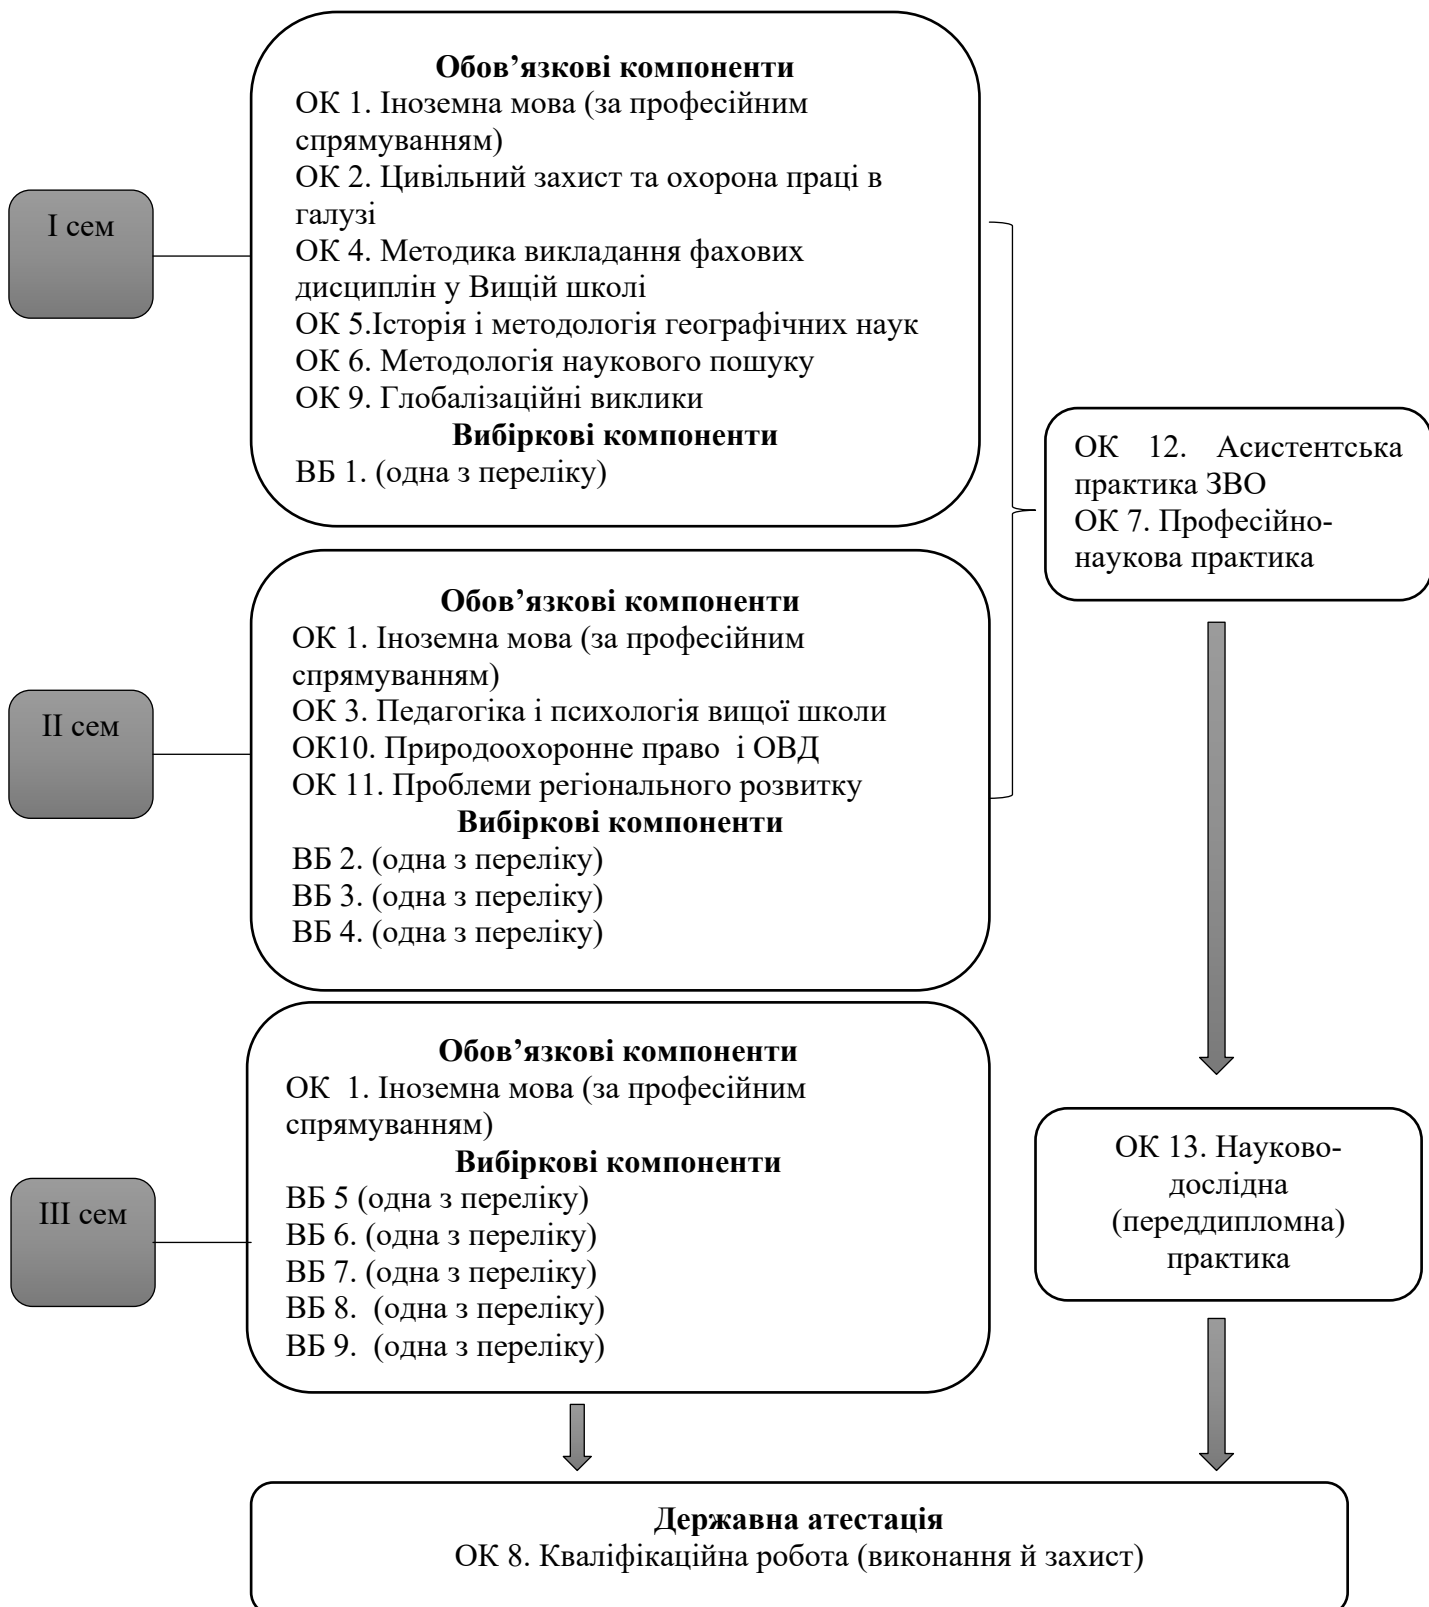 І сем
Обов’язкові компоненти
ОК 1. Іноземна мова (за професійним
спрямуванням)
ОК 2. Цивільний захист та охорона праці в
галузі
ОК 4. Методика викладання фахових
дисциплін у Вищій школі
ОК 5.Історія і методологія географічних наук
ОК 6. Методологія наукового пошуку
ОК 9. Глобалізаційні виклики
Вибіркові компоненти
ВБ 1. (одна з переліку)
ОК 12. Асистентська
практика ЗВО
ОК 7. Професійно-
наукова практика
ІІ сем
Обов’язкові компоненти
ОК 1. Іноземна мова (за професійним
спрямуванням)
ОК 3. Педагогіка і психологія вищої школи
ОК10. Природоохоронне право і ОВД
ОК 11. Проблеми регіонального розвитку
Вибіркові компоненти
ВБ 2. (одна з переліку)
ВБ 3. (одна з переліку)
ВБ 4. (одна з переліку)
ІІІ сем
Обов’язкові компоненти
ОК 1. Іноземна мова (за професійним
спрямуванням)
Вибіркові компоненти
ВБ 5 (одна з переліку)
ВБ 6. (одна з переліку)
ВБ 7. (одна з переліку)
ВБ 8. (одна з переліку)
ВБ 9. (одна з переліку)
ОК 13. Науково-
дослідна
(переддипломна)
практика
Державна атестація
ОК 8. Кваліфікаційна робота (виконання й захист)